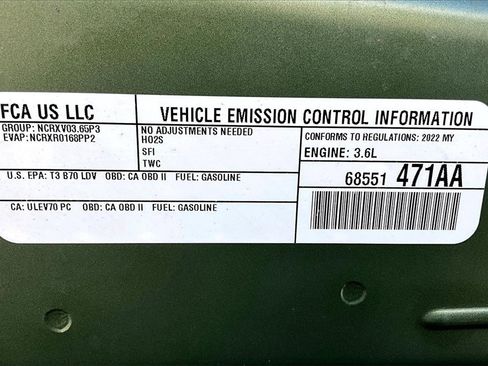 FCA US LLC
VEHICLE EMISSION CONTROL INFORMATION
GROUP: NCRXV03.65P3
EVAP: NCRXR0168PP2
NO ADJUSTMENTS NEEDED
HO2S
SFI
TWC
CONFORMS TO REGULATIONS: 2022 MY
ENGINE: 3.6L
U.S. EPA: T3 B70 LDV OBD: CA OBD II FUEL: GASOLINE
68551 471AA
CA: ULEV70 PC OBD: CA OBD II FUEL: GASOLINE